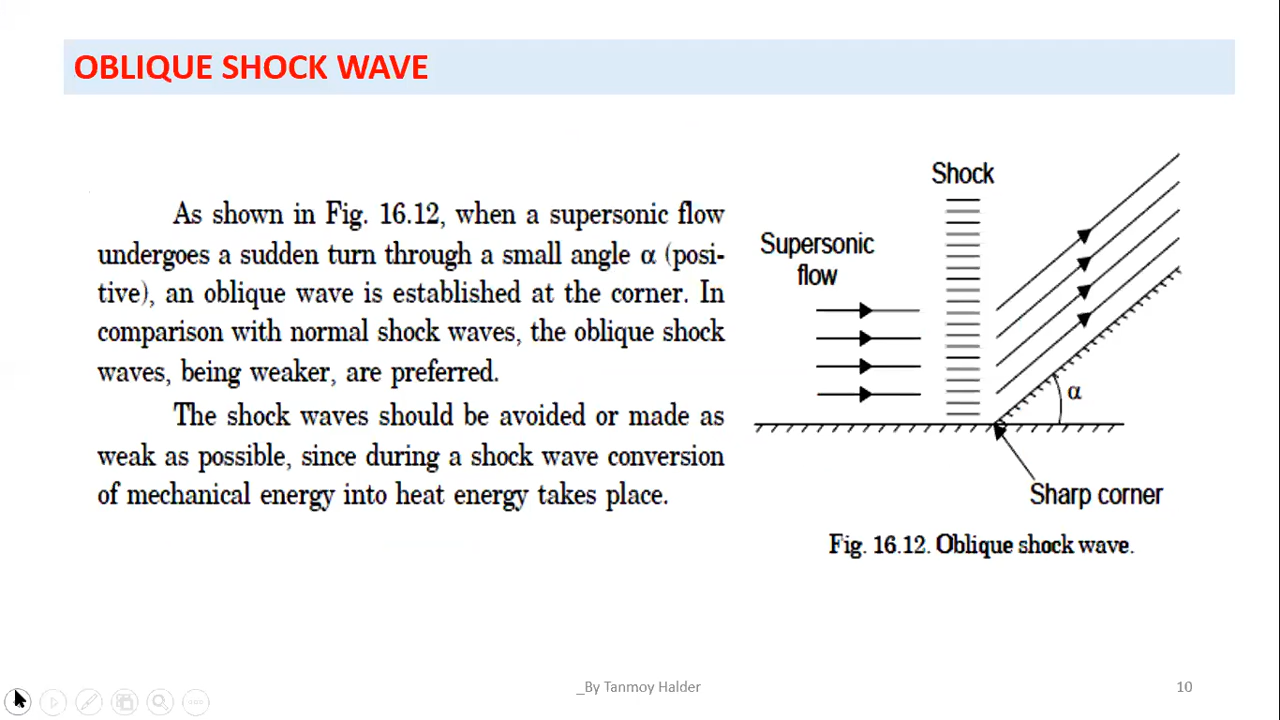 OBLIQUE SHOCK WAVE
As shown in Fig. 16.12, when a supersonic flow
undergoes a sudden turn through a small angle α (posi-
tive), an oblique wave is established at the corner. In
comparison with normal shock waves, the oblique shock
waves, being weaker, are preferred.
The shock waves should be avoided or made as
weak as possible, since during a shock wave conversion
of mechanical energy into heat energy takes place.
Shock
Supersonic
flow
α
Sharp corner
Fig. 16.12. Oblique shock wave.
_By Tanmoy Halder
10